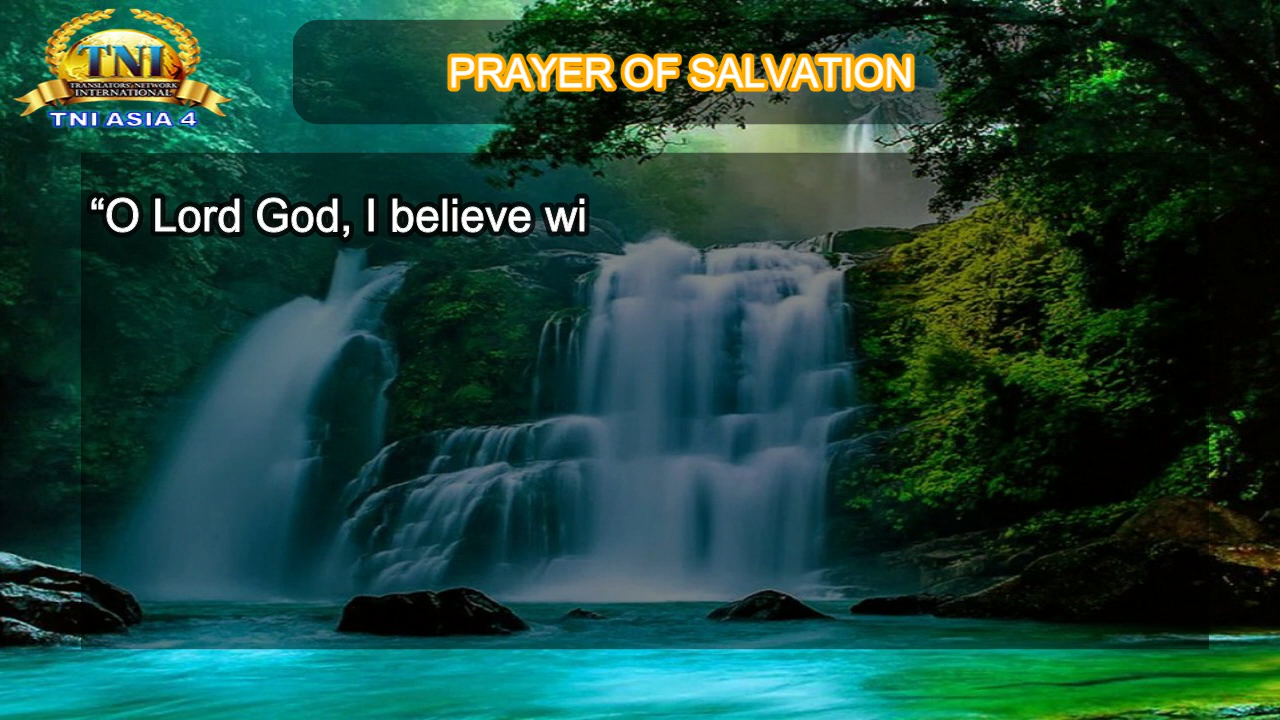 TNI
TRANSLATORS NETWORK
INTERNATIONAL
TNI ASIA 4
PRAYER OF SALVATION
“O Lord God, I believe wi